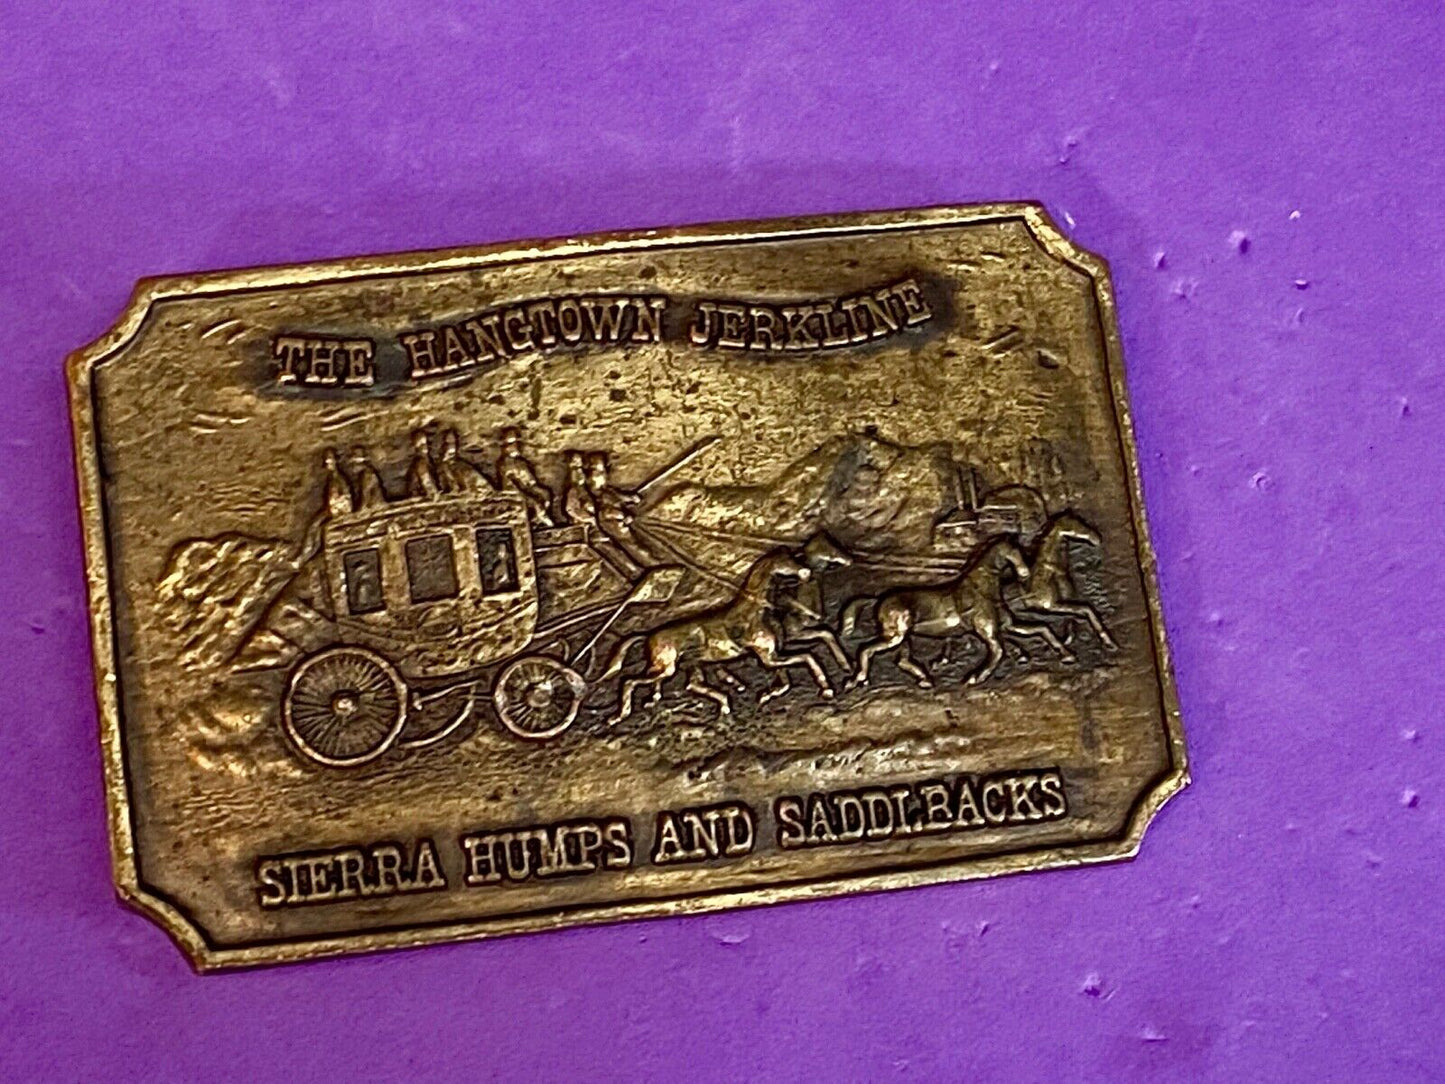 THE HANGTOWN JERKLINE
SIERRA HUMPS AND SADDLBACKS